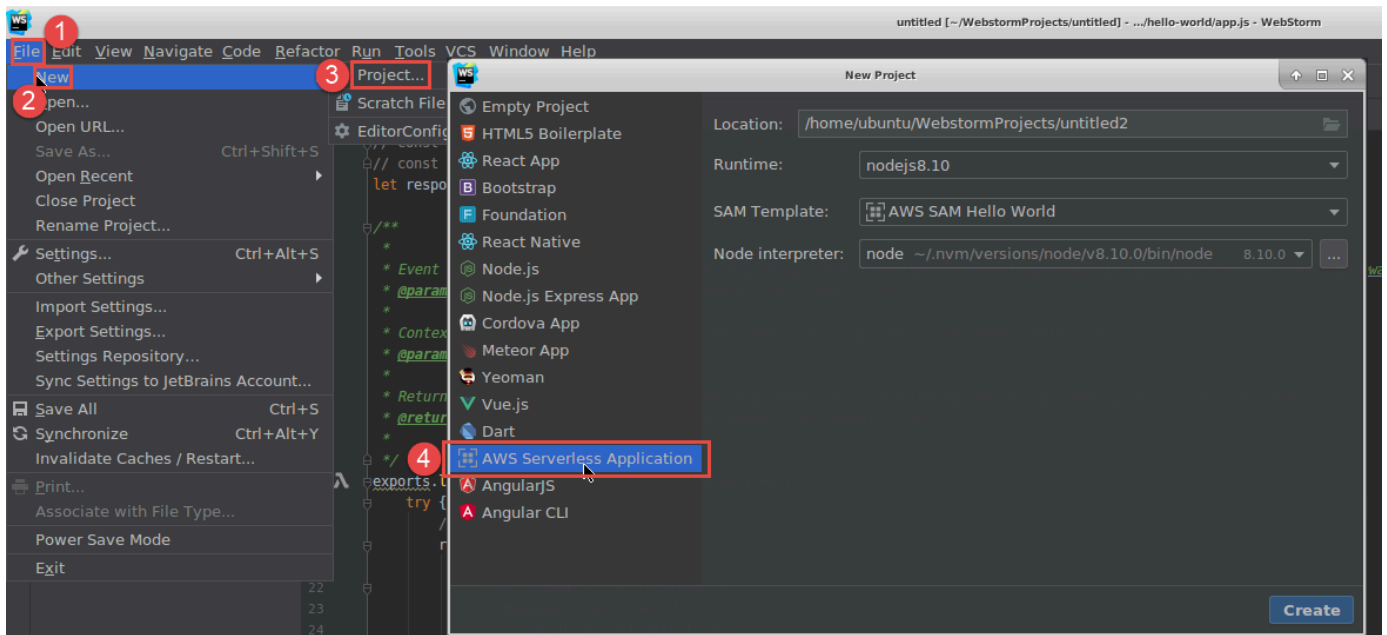 WS
untitled [~/WebstormProjects/untitled] - .../hello-world/app.js - WebStorm
1
File Edit View Navigate Code Refactor Run Tools VCS Window Help
2
New
Open...
Open URL...
Save As... Ctrl+Shift+S
Open Recent
Close Project
Rename Project...
Settings... Ctrl+Alt+S
Other Settings
Import Settings...
Export Settings...
Settings Repository...
Sync Settings to JetBrains Account...
Save All Ctrl+S
Synchronize Ctrl+Alt+Y
Invalidate Caches / Restart...
Print...
Associate with File Type...
Power Save Mode
Exit
3
Project...
Scratch File
EditorConfig
// const
let respo
/**
*
* Event
* @param
*
* Contex
* @param
*
* Return
* @retur
*
*/
exports.l
try {
/
r
22
23
24
WS
New Project
Empty Project
HTML5 Boilerplate
React App
Bootstrap
Foundation
React Native
Node.js
Node.js Express App
Cordova App
Meteor App
Yeoman
Vue.js
Dart
4
AWS Serverless Application
AngularJS
Angular CLI
Location: /home/ubuntu/WebstormProjects/untitled2
Runtime: nodejs8.10
SAM Template: AWS SAM Hello World
Node interpreter: node ~/.nvm/versions/node/v8.10.0/bin/node 8.10.0 ...
Create